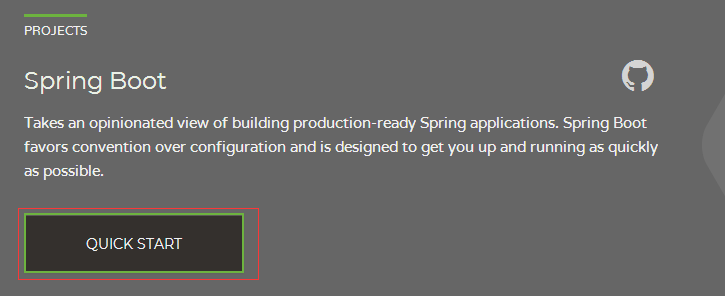 PROJECTS
Spring Boot
Takes an opinionated view of building production-ready Spring applications. Spring Boot
favors convention over configuration and is designed to get you up and running as quickly
as possible.
QUICK START